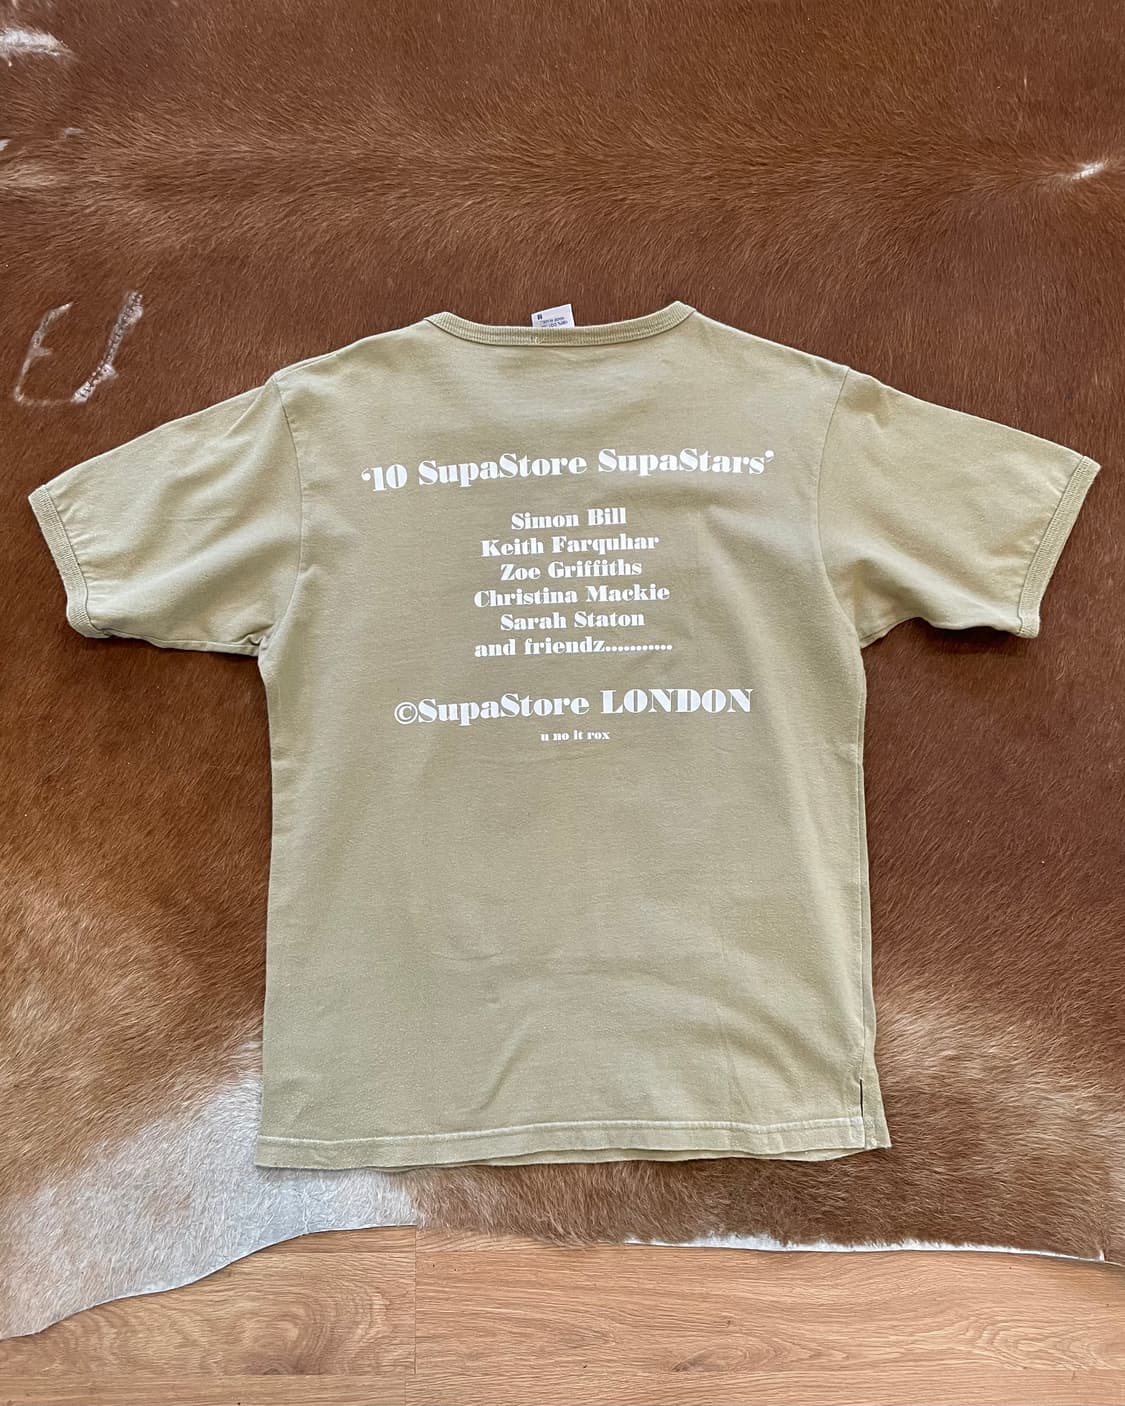 ‘10 SupaStore SupaStars’
Simon Bill
Keith Farquhar
Zoe Griffiths
Christina Mackie
Sarah Staton
and friendz...........
©SupaStore LONDON
u no it rox